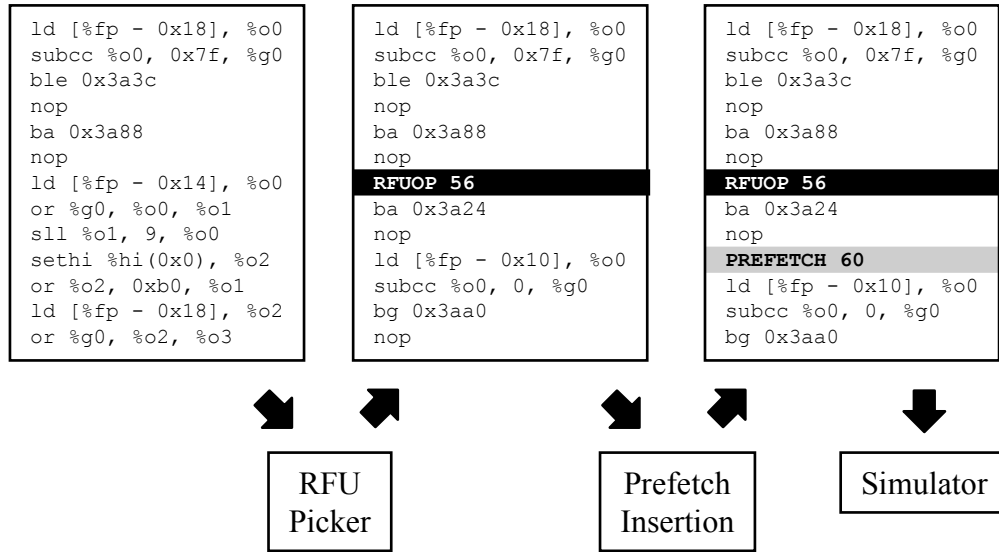 ld [%fp - 0x18], %o0
subcc %o0, 0x7f, %g0
ble 0x3a3c
nop
ba 0x3a88
nop
ld [%fp - 0x14], %o0
or %g0, %o0, %o1
sll %o1, 9, %o0
sethi %hi(0x0), %o2
or %o2, 0xb0, %o1
ld [%fp - 0x18], %o2
or %g0, %o2, %o3
ld [%fp - 0x18], %o0
subcc %o0, 0x7f, %g0
ble 0x3a3c
nop
ba 0x3a88
nop
RFUOP 56
ba 0x3a24
nop
ld [%fp - 0x10], %o0
subcc %o0, 0, %g0
bg 0x3aa0
nop
ld [%fp - 0x18], %o0
subcc %o0, 0x7f, %g0
ble 0x3a3c
nop
ba 0x3a88
nop
RFUOP 56
ba 0x3a24
nop
PREFETCH 60
ld [%fp - 0x10], %o0
subcc %o0, 0, %g0
bg 0x3aa0
RFU
Picker
Prefetch
Insertion
Simulator